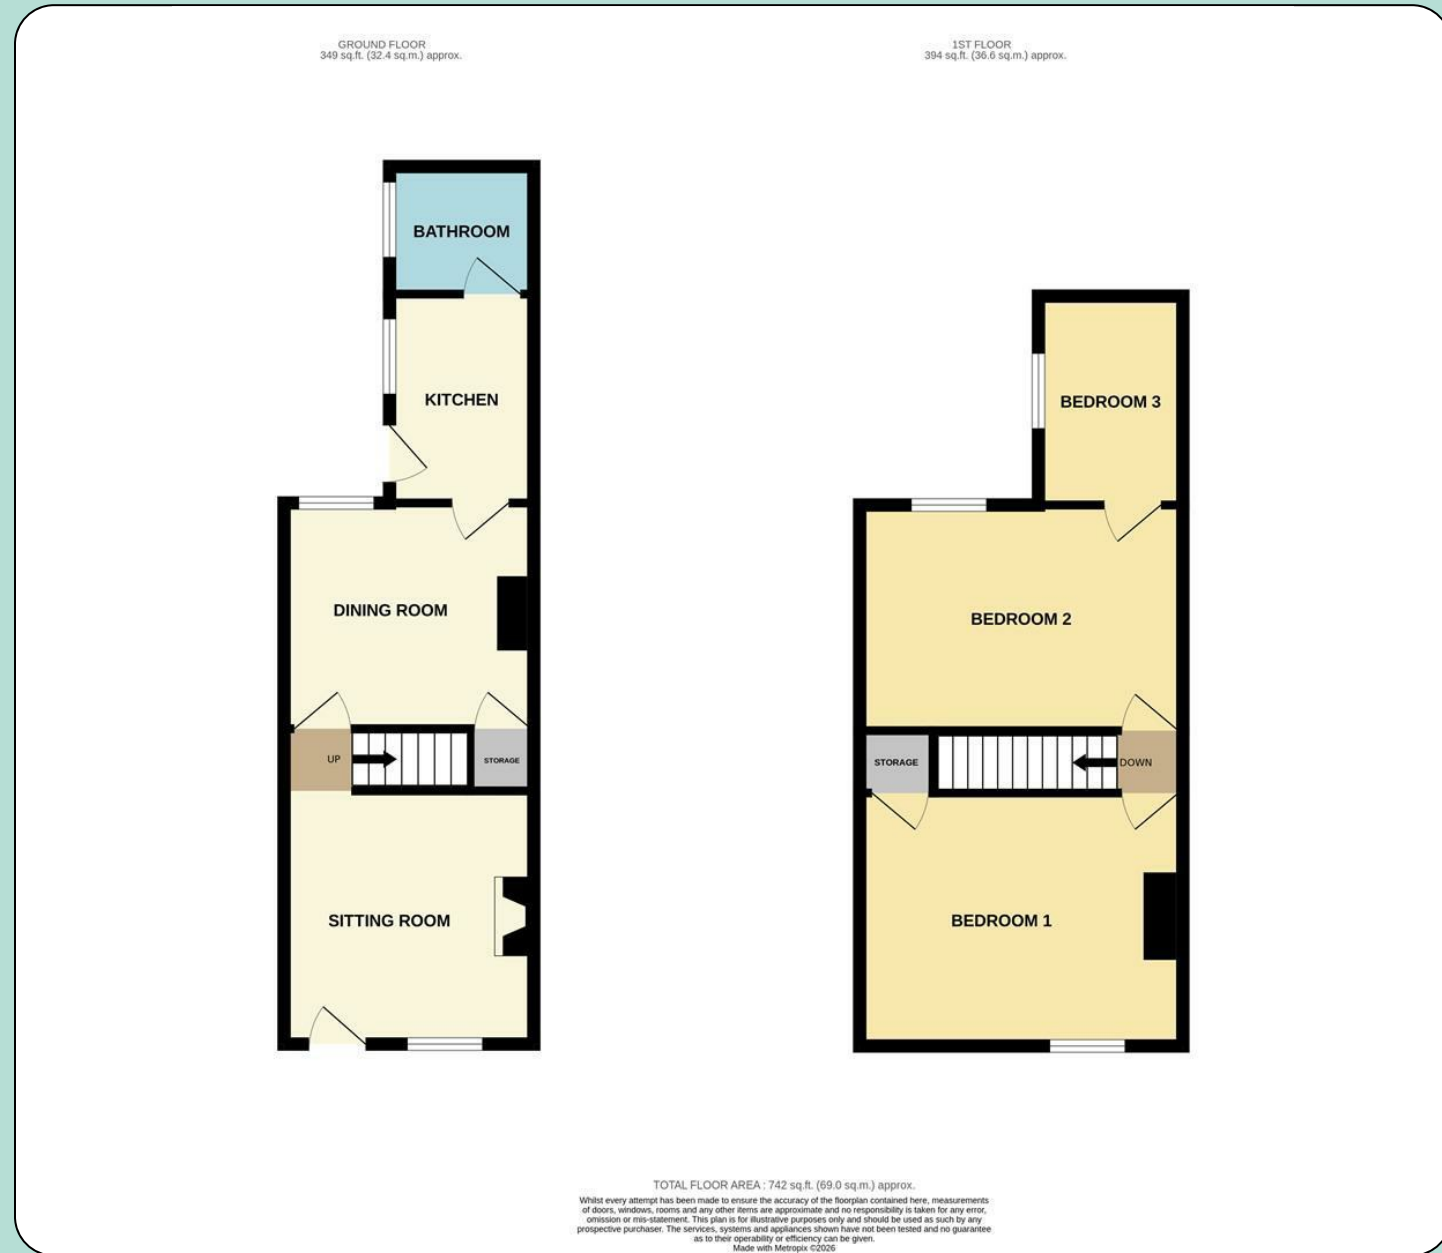 GROUND FLOOR
349 sq.ft. (32.4 sq.m.) approx.
1ST FLOOR
394 sq.ft. (36.6 sq.m.) approx.
BATHROOM
KITCHEN
DINING ROOM
UP
STORAGE
SITTING ROOM
BEDROOM 3
BEDROOM 2
STORAGE
DOWN
BEDROOM 1
TOTAL FLOOR AREA : 742 sq.ft. (69.0 sq.m.) approx.
Whilst every attempt has been made to ensure the accuracy of the floorplan contained here, measurements
of doors, windows, rooms and any other items are approximate and no responsibility is taken for any error,
omission or mis-statement. This plan is for illustrative purposes only and should be used as such by any
prospective purchaser. The services, systems and appliances shown have not been tested and no guarantee
as to their operability or efficiency can be given.
Made with Metropix ©2026